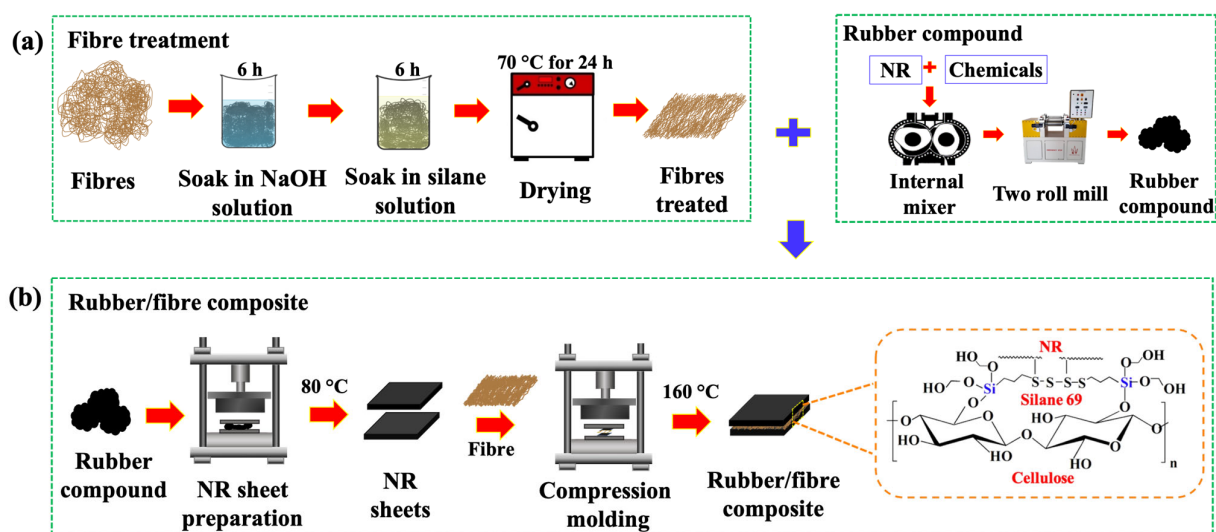 (a)
Fibre treatment
6 h
6 h
70 °C for 24 h
Fibres
Soak in NaOH
solution
Soak in silane
solution
Drying
Fibres
treated
Rubber compound
NR + Chemicals
Internal
mixer
Two roll mill
Rubber
compound
(b)
Rubber/fibre composite
80 °C
160 °C
Rubber
compound
NR sheet
preparation
NR
sheets
Fibre
Compression
molding
Rubber/fibre
composite
NR
HO
OH
O
O
HO
O
Si
S
S
S
S
Si
O
OH
Silane 69
O
O
O
HO
O
O
HO
OH
O
HO
O
HO
OH
n
Cellulose